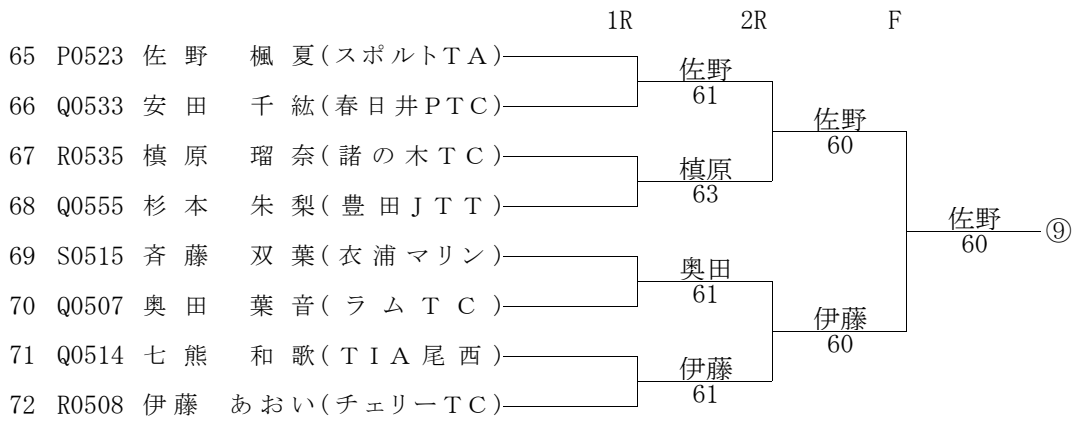 1R 2R F
65 P0523 佐野 楓夏(スポルトTA)
佐野
61
66 Q0533 安田 千紘(春日井PTC)
佐野
60
67 R0535 槙原 瑠奈(諸の木TC)
槙原
63
68 Q0555 杉本 朱梨(豊田JTT)
佐野
60
⑨
69 S0515 斉藤 双葉(衣浦マリン)
奥田
61
70 Q0507 奥田 葉音(ラムTC)
伊藤
60
71 Q0514 七熊 和歌(TIA尾西)
伊藤
61
72 R0508 伊藤 あおい(チェリーTC)